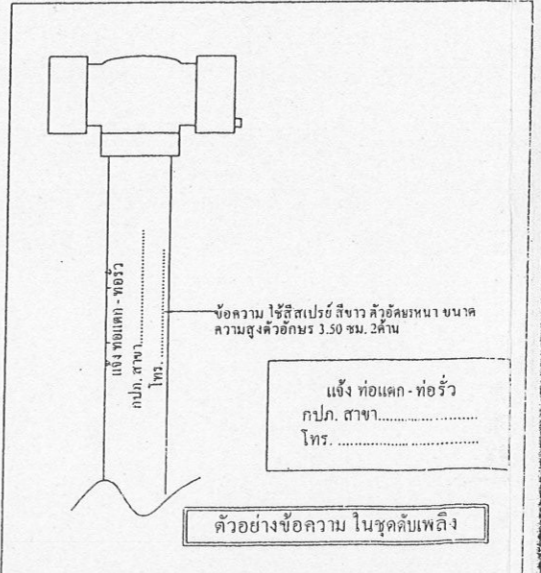 แจ้ง ท่อแตก - ท่อรั่ว
กปภ. สาขา........................
โทร. ........................
ข้อความ ใช้สีสเปรย์ สีขาว ตัวอักษรหนา ขนาด
ความสูงตัวอักษร 3.50 ซม. 2ด้าน
แจ้ง ท่อแตก - ท่อรั่ว
กปภ. สาขา........................
โทร. ................................
ตัวอย่างข้อความ ในชุดดับเพลิง